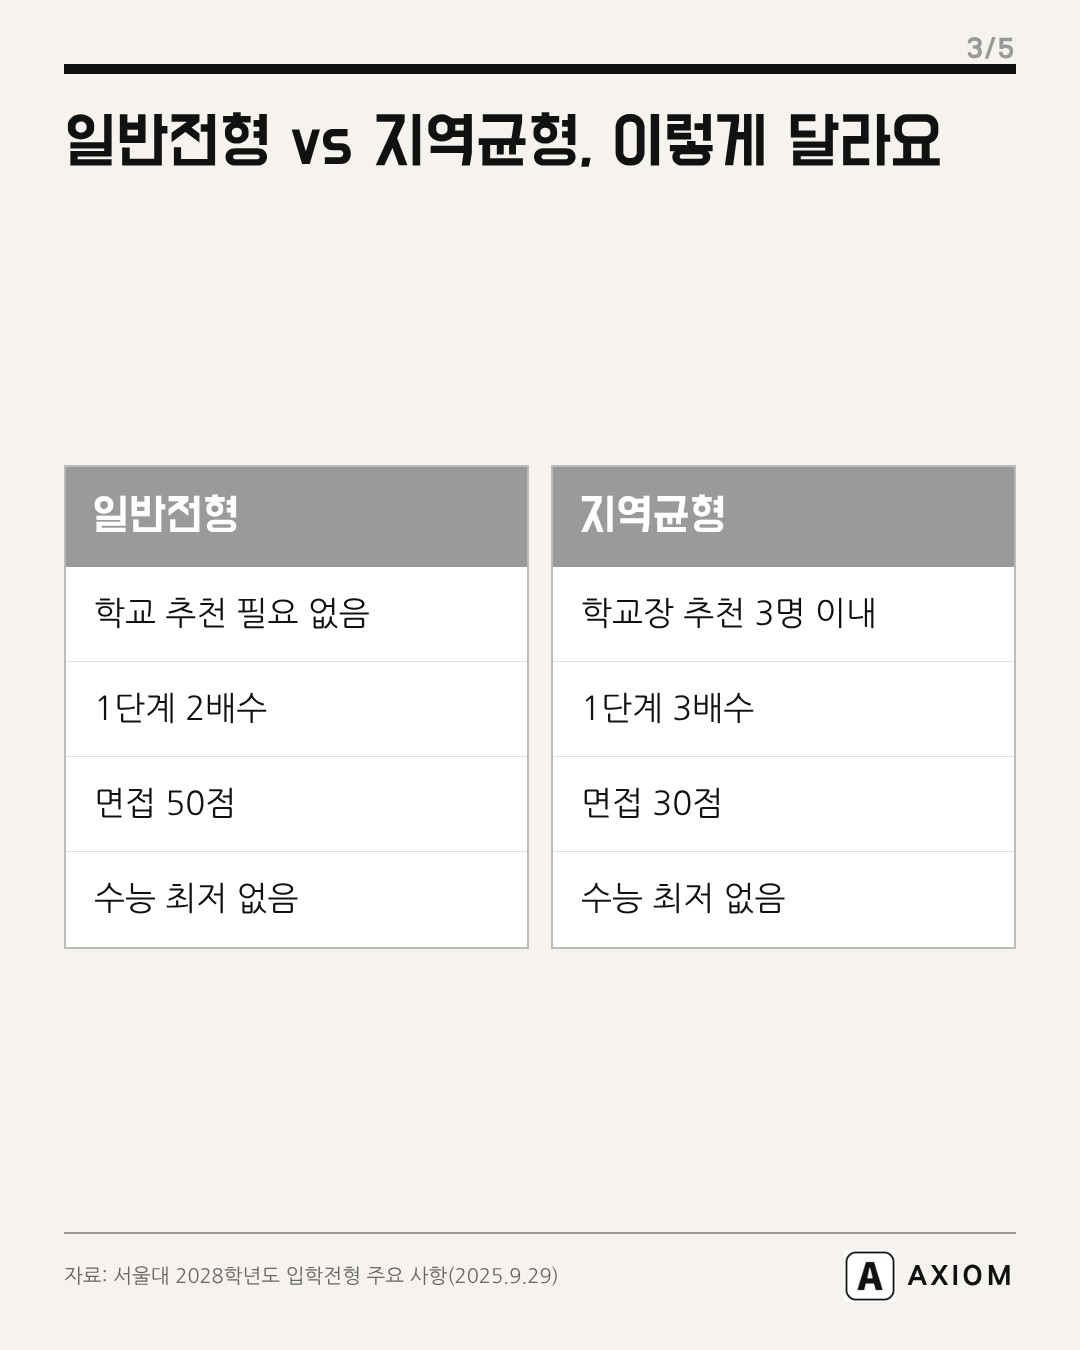 3/5
일반전형 vs 지역균형, 이렇게 달라요
일반전형
학교 추천 필요 없음
1단계 2배수
면접 50점
수능 최저 없음
지역균형
학교장 추천 3명 이내
1단계 3배수
면접 30점
수능 최저 없음
자료: 서울대 2028학년도 입학전형 주요 사항(2025.9.29)
A AXIOM